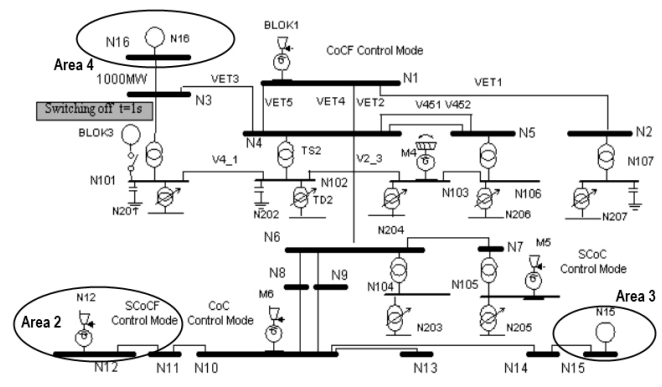 BLOK1
N16
N16
CoCF Control Mode
Area 4
N1
1000MW
VET3
VET1
N3
VET5
VET4
VET2
Switching off t=1s
V451 V452
BLOK3
N4
N5
N2
TS2
M4
N107
V4_1
V2_3
N101
N102
N103
N106
N201
N202
TD2
N204
N206
N207
N6
N7
M5
N8
N9
SCoC
Control
Mode
N104
N105
Area 3
N12
M6
N15
SCoCF
Control Mode
CoC
Control Mode
Area 2
N203
N205
N12
N11
N10
N13
N14
N15